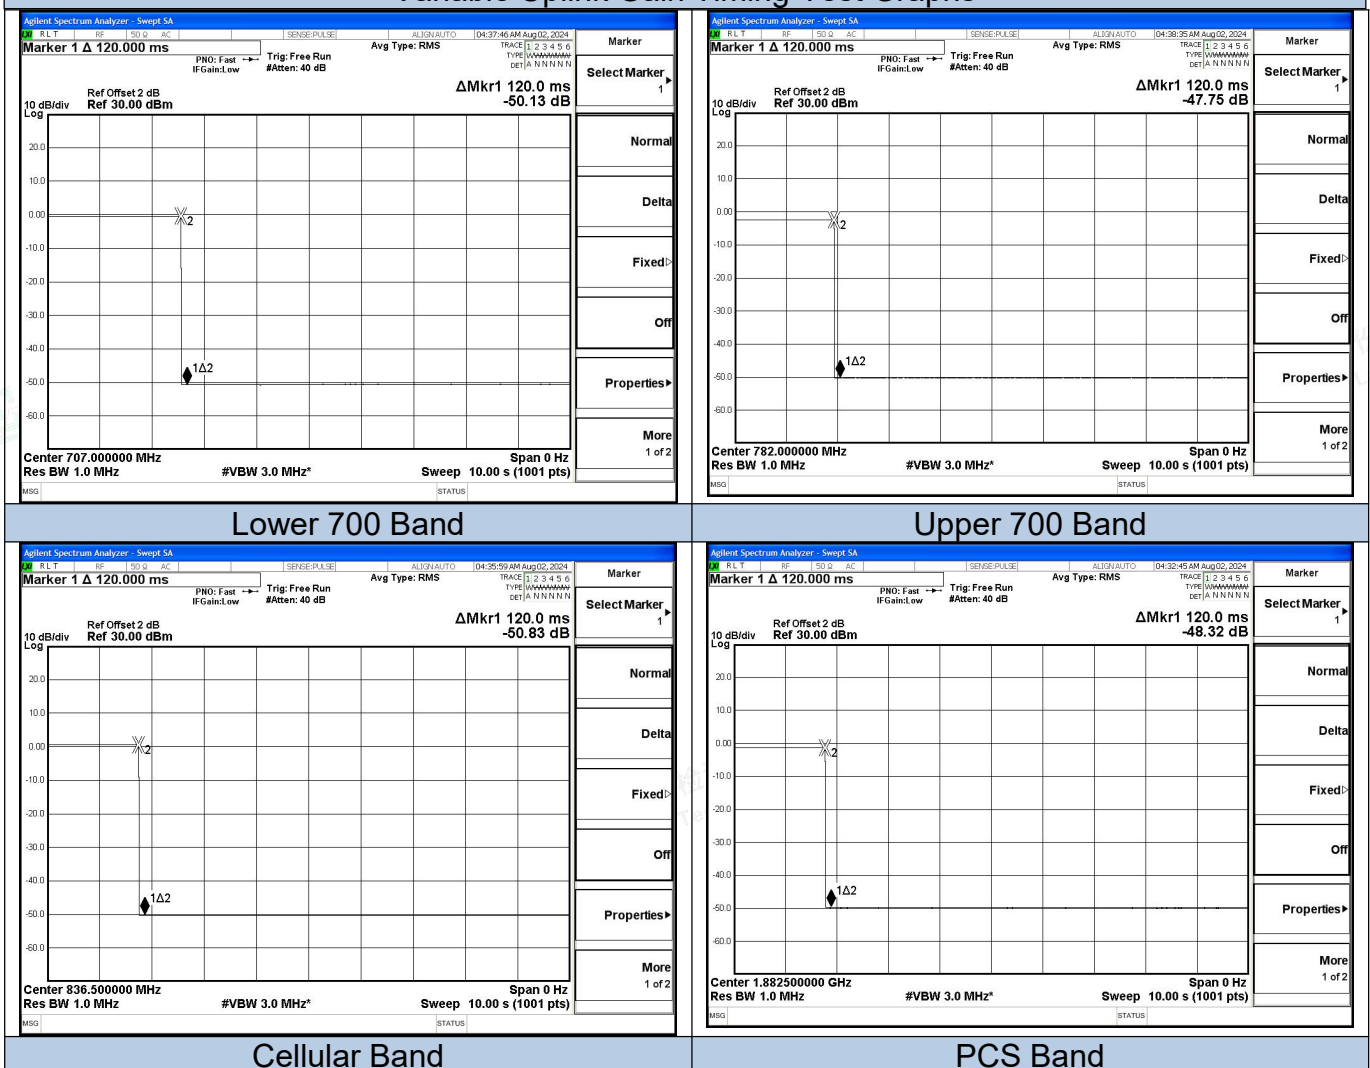 Variable Uplink Gain Timing Test Graphs
Agilent Spectrum Analyzer - Swept SA
LXI RLT RF 50 Ω AC SENSE:PULSE ALIGN AUTO 04:37:46 AM Aug 02, 2024
Marker 1 Δ 120.000 ms
PNO: Fast
IFGain:Low
Trig: Free Run
#Atten: 40 dB
Avg Type: RMS
TRACE 1 2 3 4 5 6
TYPE WWWWWW
DET A N N N N N
ΔMkr1 120.0 ms
-50.13 dB
Ref Offset 2 dB
10 dB/div Ref 30.00 dBm
Log
20.0
10.0
0.00
-10.0
-20.0
-30.0
-40.0
-50.0
-60.0
2
1Δ2
Center 707.000000 MHz Span 0 Hz
Res BW 1.0 MHz #VBW 3.0 MHz* Sweep 10.00 s (1001 pts)
MSG STATUS
Marker
Select Marker
1
Normal
Delta
Fixed
Off
Properties
More
1 of 2
Agilent Spectrum Analyzer - Swept SA
LXI RLT RF 50 Ω AC SENSE:PULSE ALIGN AUTO 04:38:35 AM Aug 02, 2024
Marker 1 Δ 120.000 ms
PNO: Fast
IFGain:Low
Trig: Free Run
#Atten: 40 dB
Avg Type: RMS
TRACE 1 2 3 4 5 6
TYPE WWWWWW
DET A N N N N N
ΔMkr1 120.0 ms
-47.75 dB
Ref Offset 2 dB
10 dB/div Ref 30.00 dBm
Log
20.0
10.0
0.00
-10.0
-20.0
-30.0
-40.0
-50.0
-60.0
2
1Δ2
Center 782.000000 MHz Span 0 Hz
Res BW 1.0 MHz #VBW 3.0 MHz* Sweep 10.00 s (1001 pts)
MSG STATUS
Marker
Select Marker
1
Normal
Delta
Fixed
Off
Properties
More
1 of 2
Lower 700 Band
Upper 700 Band
Agilent Spectrum Analyzer - Swept SA
LXI RLT RF 50 Ω AC SENSE:PULSE ALIGN AUTO 04:35:59 AM Aug 02, 2024
Marker 1 Δ 120.000 ms
PNO: Fast
IFGain:Low
Trig: Free Run
#Atten: 40 dB
Avg Type: RMS
TRACE 1 2 3 4 5 6
TYPE WWWWWW
DET A N N N N N
ΔMkr1 120.0 ms
-50.83 dB
Ref Offset 2 dB
10 dB/div Ref 30.00 dBm
Log
20.0
10.0
0.00
-10.0
-20.0
-30.0
-40.0
-50.0
-60.0
2
1Δ2
Center 836.500000 MHz Span 0 Hz
Res BW 1.0 MHz #VBW 3.0 MHz* Sweep 10.00 s (1001 pts)
MSG STATUS
Marker
Select Marker
1
Normal
Delta
Fixed
Off
Properties
More
1 of 2
Agilent Spectrum Analyzer - Swept SA
LXI RLT RF 50 Ω AC SENSE:PULSE ALIGN AUTO 04:32:45 AM Aug 02, 2024
Marker 1 Δ 120.000 ms
PNO: Fast
IFGain:Low
Trig: Free Run
#Atten: 40 dB
Avg Type: RMS
TRACE 1 2 3 4 5 6
TYPE WWWWWW
DET A N N N N N
ΔMkr1 120.0 ms
-48.32 dB
Ref Offset 2 dB
10 dB/div Ref 30.00 dBm
Log
20.0
10.0
0.00
-10.0
-20.0
-30.0
-40.0
-50.0
-60.0
2
1Δ2
Center 1.882500000 GHz Span 0 Hz
Res BW 1.0 MHz #VBW 3.0 MHz* Sweep 10.00 s (1001 pts)
MSG STATUS
Marker
Select Marker
1
Normal
Delta
Fixed
Off
Properties
More
1 of 2
Cellular Band
PCS Band